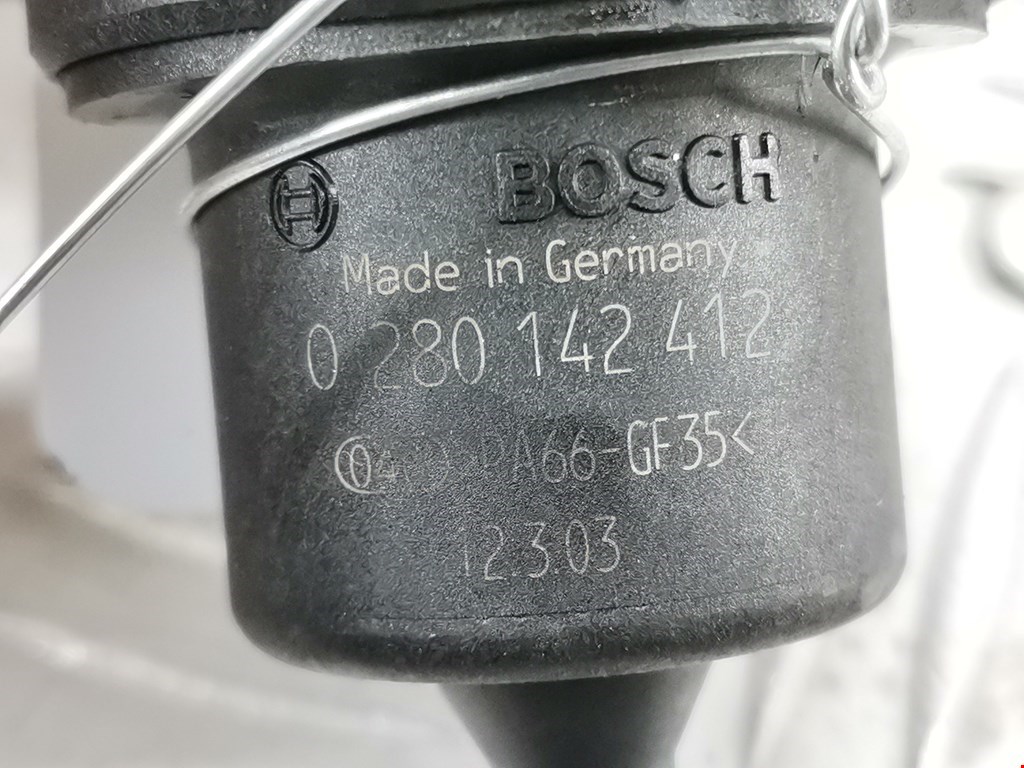 BOSCH
Made in Germany
0 280 142 412
PA66-GF35<
12.3.03